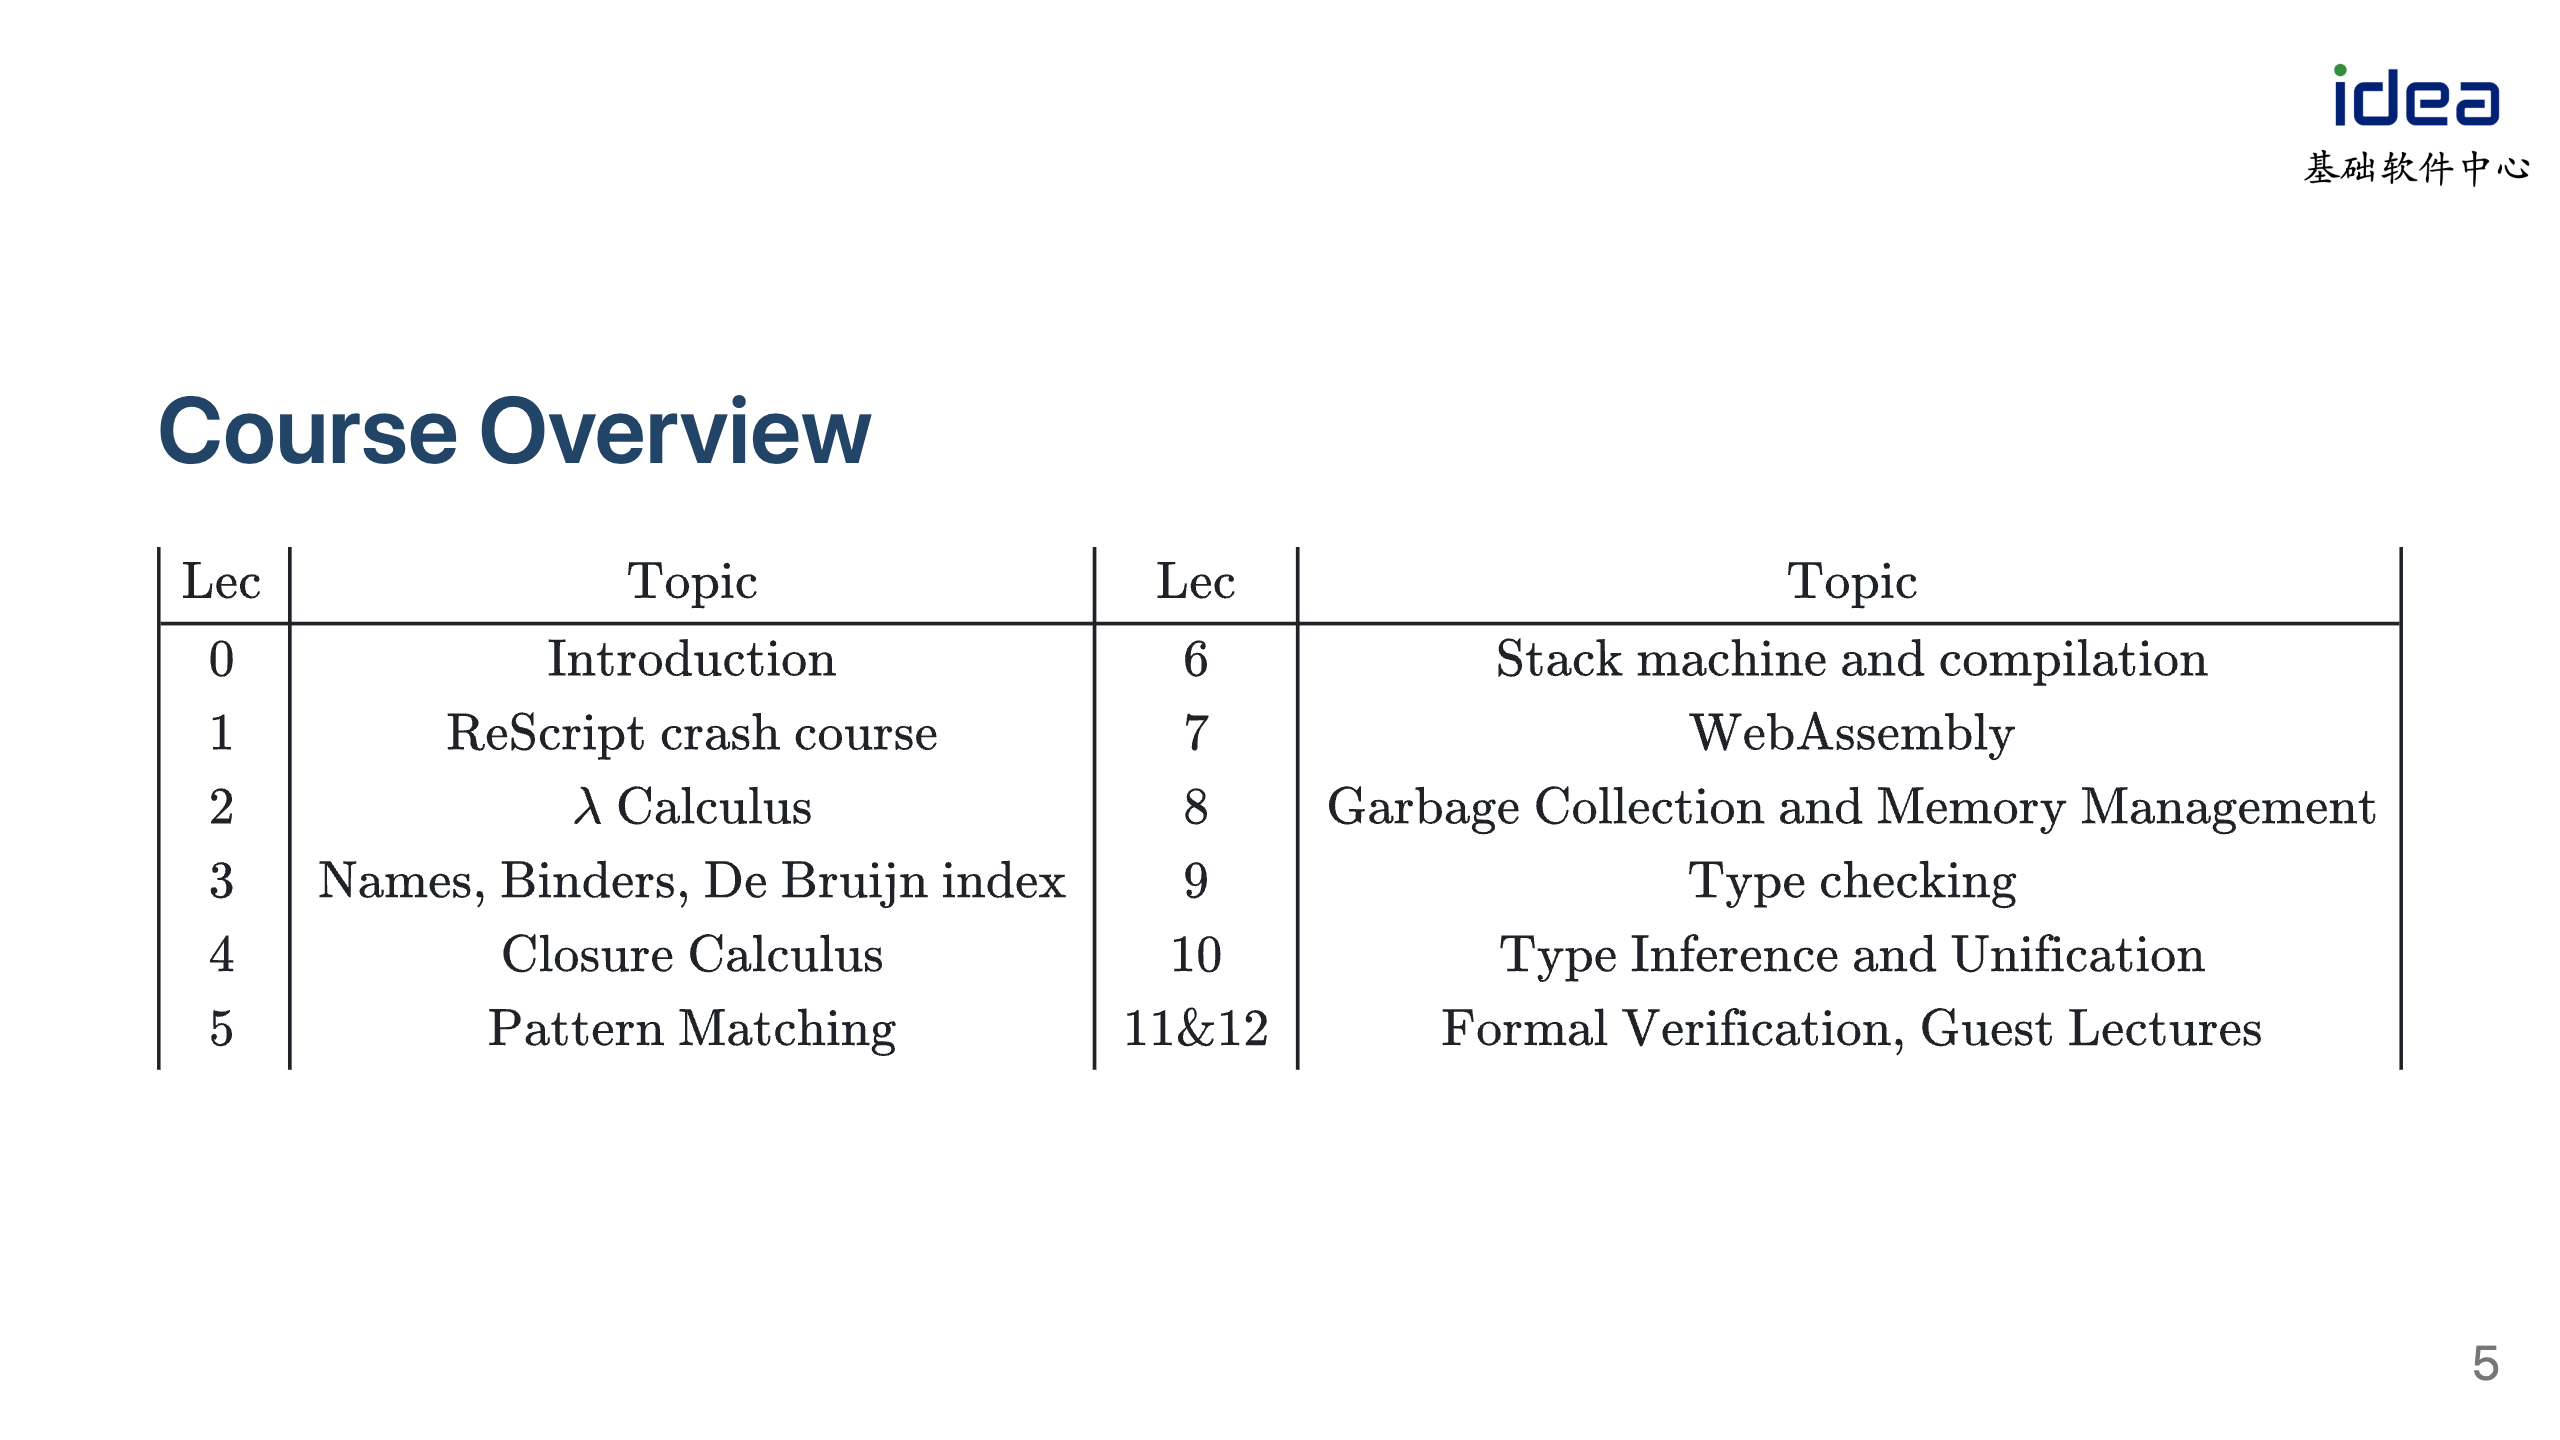 idea
基础软件中心
Course Overview
Lec Topic Lec Topic
0 Introduction 6 Stack machine and compilation
1 ReScript crash course 7 WebAssembly
2 λ Calculus 8 Garbage Collection and Memory Management
3 Names, Binders, De Bruijn index 9 Type checking
4 Closure Calculus 10 Type Inference and Unification
5 Pattern Matching 11&12 Formal Verification, Guest Lectures
5